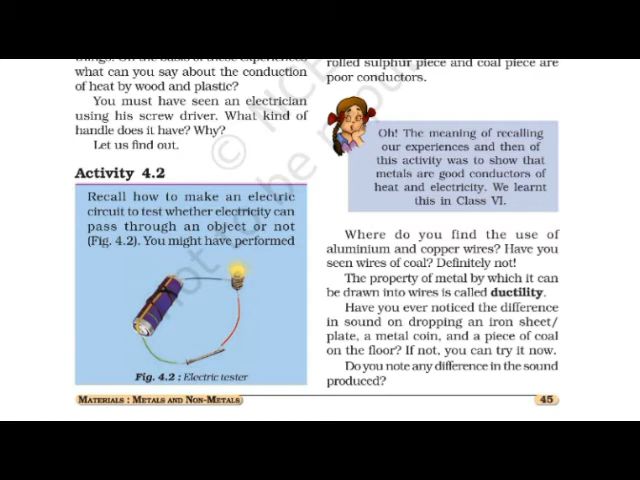 what can you say about the conduction
of heat by wood and plastic?
You must have seen an electrician
using his screw driver. What kind of
handle does it have? Why?
Let us find out.
Activity 4.2
Recall how to make an electric
circuit to test whether electricity can
pass through an object or not
(Fig. 4.2). You might have performed
Fig. 4.2 : Electric tester
rolled sulphur piece and coal piece are
poor conductors.
Oh! The meaning of recalling
our experiences and then of
this activity was to show that
metals are good conductors of
heat and electricity. We learnt
this in Class VI.
Where do you find the use of
aluminium and copper wires? Have you
seen wires of coal? Definitely not!
The property of metal by which it can
be drawn into wires is called ductility.
Have you ever noticed the difference
in sound on dropping an iron sheet/
plate, a metal coin, and a piece of coal
on the floor? If not, you can try it now.
Do you note any difference in the sound
produced?
MATERIALS : METALS AND NON-METALS
45